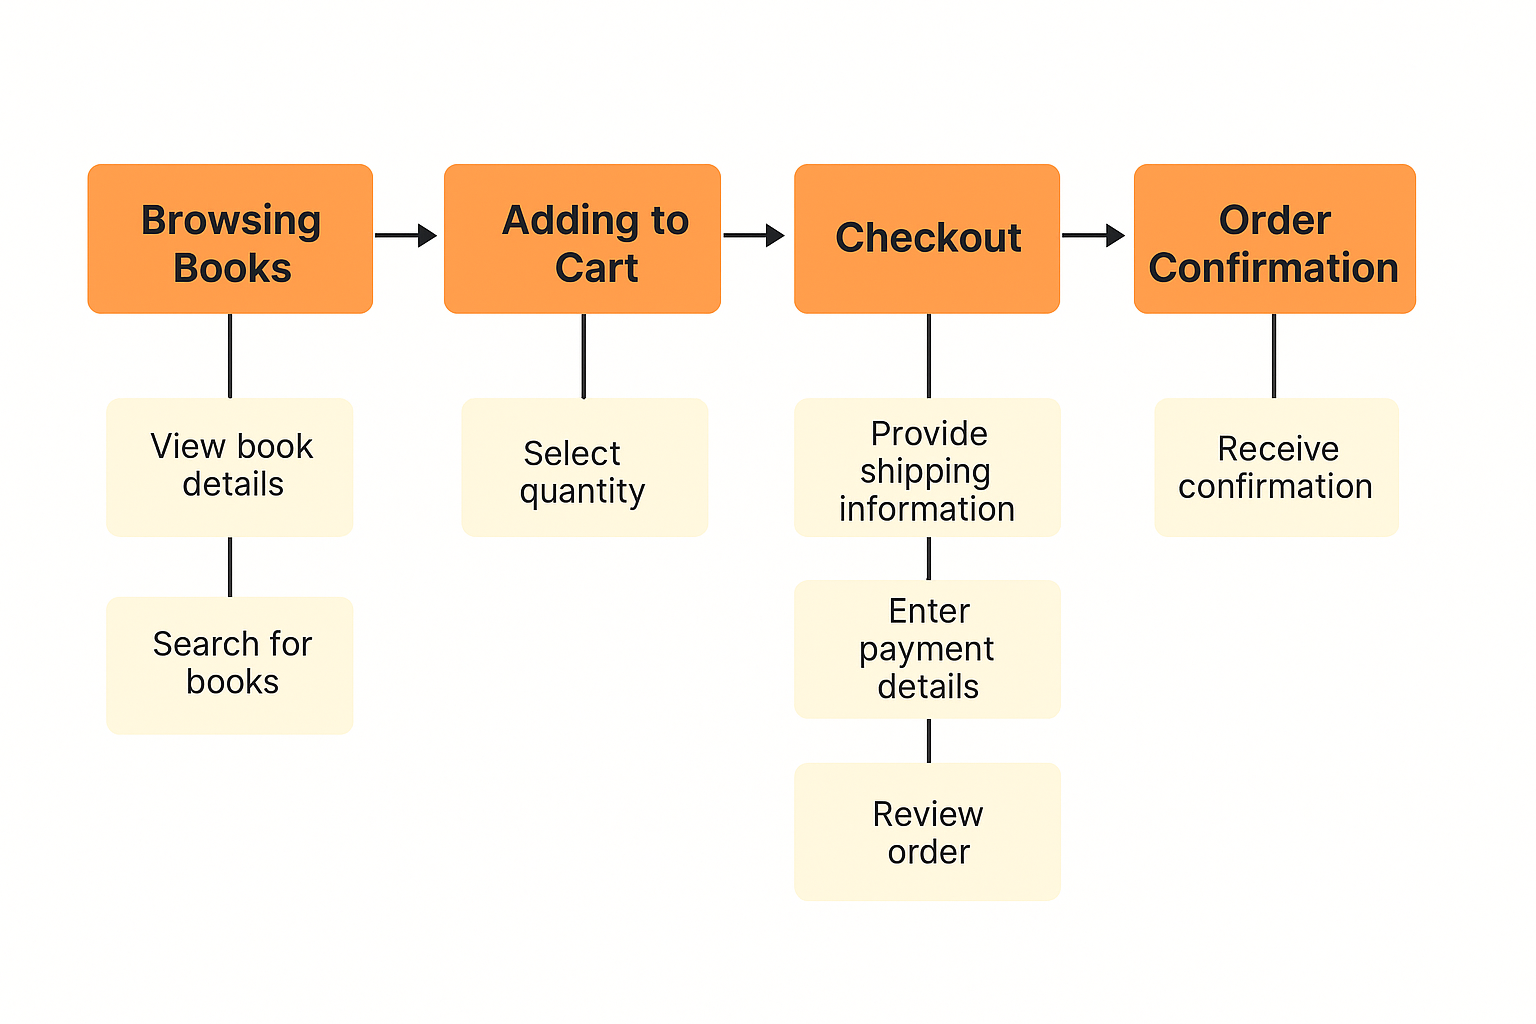 Browsing
Books
Adding to
Cart
Checkout
Order
Confirmation
View book
details
Search for
books
Select
quantity
Provide
shipping
information
Enter
payment
details
Review
order
Receive
confirmation